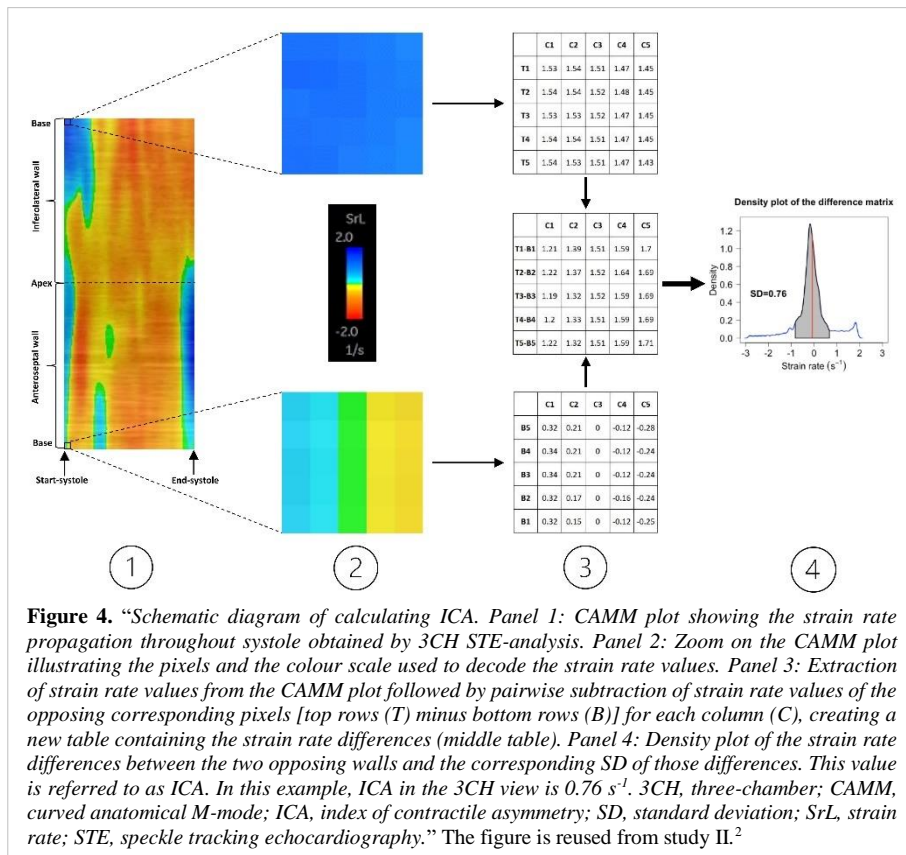 Base
Inferolateral wall
Apex
Anteroseptal wall
Base
Start-systole
End-systole
1
SrL
2.0
-2.0
1/s
2
C1 C2 C3 C4 C5
T1 1.53 1.54 1.51 1.47 1.45
T2 1.54 1.54 1.52 1.48 1.45
T3 1.53 1.53 1.52 1.47 1.45
T4 1.54 1.54 1.51 1.47 1.45
T5 1.54 1.53 1.51 1.47 1.43
C1 C2 C3 C4 C5
T1-B1 1.21 1.39 1.51 1.59 1.7
T2-B2 1.22 1.37 1.52 1.64 1.69
T3-B3 1.19 1.32 1.52 1.59 1.69
T4-B4 1.2 1.33 1.51 1.59 1.69
T5-B5 1.22 1.32 1.51 1.59 1.71
C1 C2 C3 C4 C5
B5 0.32 0.21 0 -0.12 -0.28
B4 0.34 0.21 0 -0.12 -0.24
B3 0.34 0.21 0 -0.12 -0.24
B2 0.32 0.17 0 -0.16 -0.24
B1 0.32 0.15 0 -0.12 -0.25
3
Density plot of the difference matrix
Density
1.2
1.0
0.8
0.6
0.4
0.2
0.0
SD=0.76
-3 -2 -1 0 1 2 3
Strain rate (s⁻¹)
4
Figure 4. “Schematic diagram of calculating ICA. Panel 1: CAMM plot showing the strain rate
propagation throughout systole obtained by 3CH STE-analysis. Panel 2: Zoom on the CAMM plot
illustrating the pixels and the colour scale used to decode the strain rate values. Panel 3: Extraction
of strain rate values from the CAMM plot followed by pairwise subtraction of strain rate values of the
opposing corresponding pixels [top rows (T) minus bottom rows (B)] for each column (C), creating a
new table containing the strain rate differences (middle table). Panel 4: Density plot of the strain rate
differences between the two opposing walls and the corresponding SD of those differences. This value
is referred to as ICA. In this example, ICA in the 3CH view is 0.76 s⁻¹. 3CH, three-chamber; CAMM,
curved anatomical M-mode; ICA, index of contractile asymmetry; SD, standard deviation; SrL, strain
rate; STE, speckle tracking echocardiography.” The figure is reused from study II.²